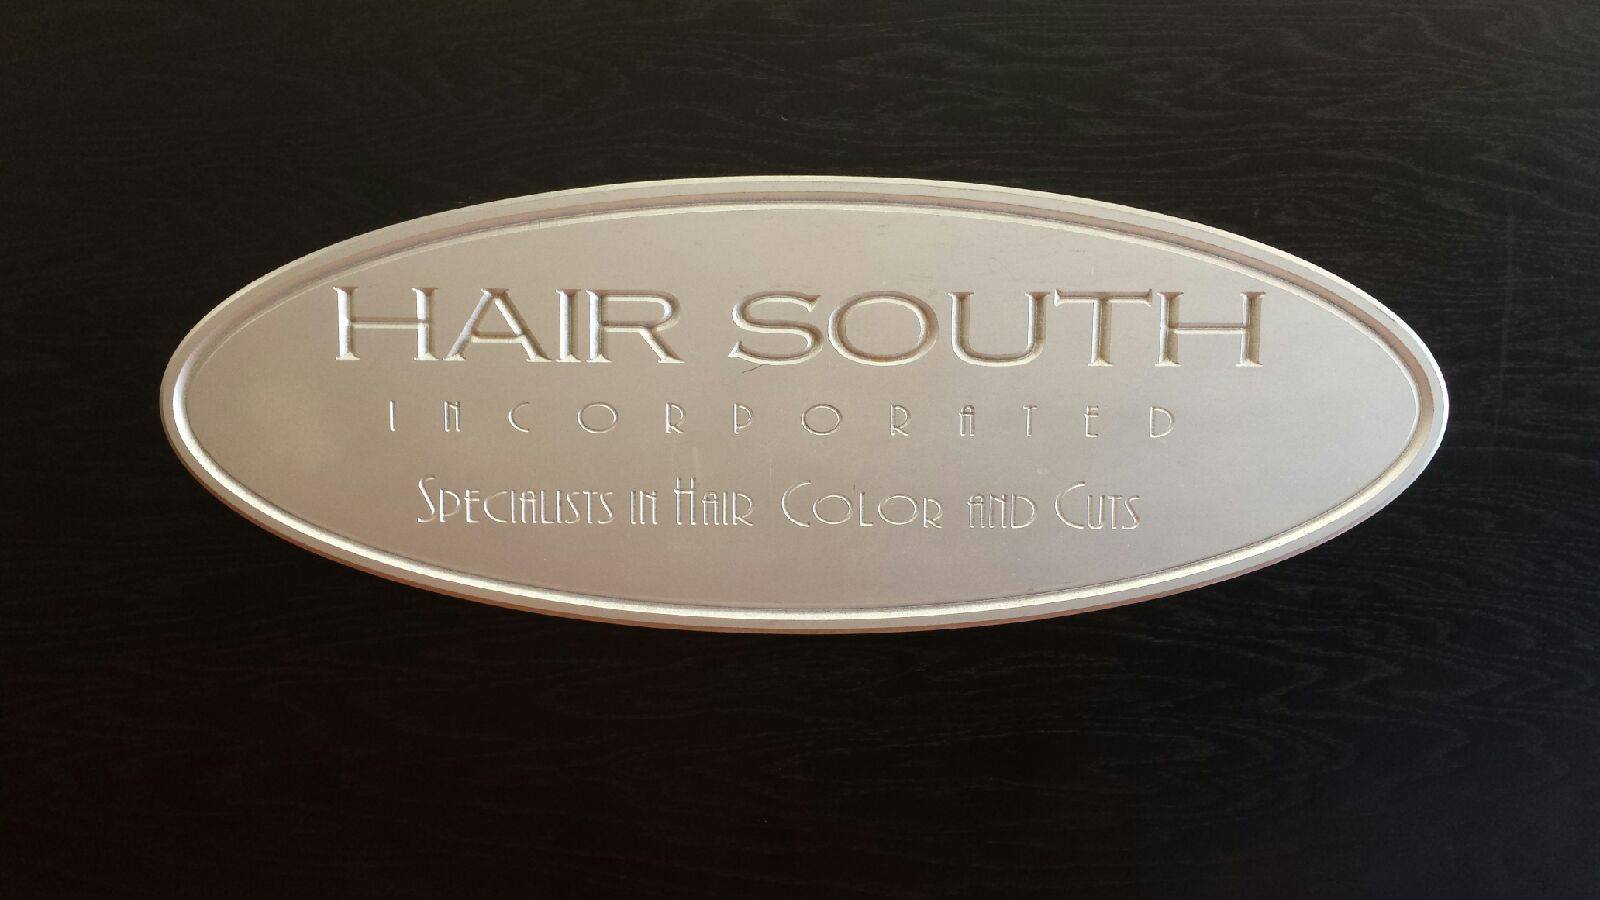 HAIR SOUTH
INCORPORATED
SPECIALISTS IN HAIR COLOR AND CUTS